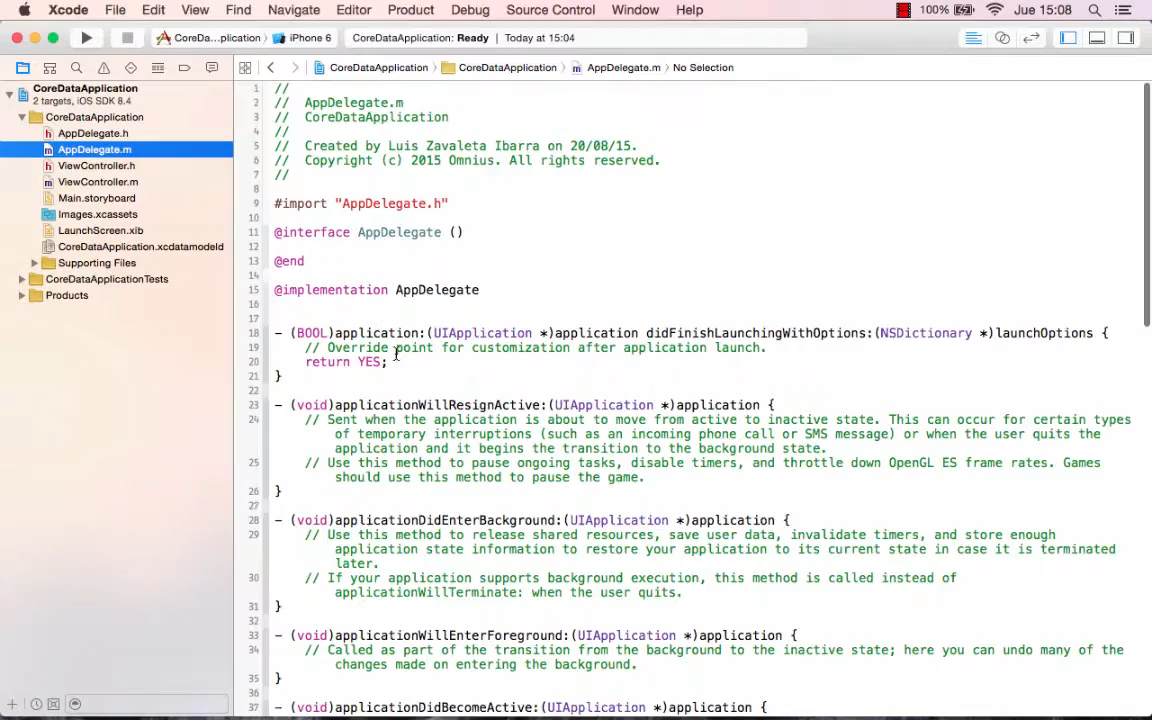 Xcode File Edit View Find Navigate Editor Product Debug Source Control Window Help 100% Jue 15:08
CoreDa...plication iPhone 6 CoreDataApplication: Ready Today at 15:04
CoreDataApplication CoreDataApplication AppDelegate.m No Selection
CoreDataApplication
2 targets, iOS SDK 8.4
CoreDataApplication
AppDelegate.h
AppDelegate.m
ViewController.h
ViewController.m
Main.storyboard
Images.xcassets
LaunchScreen.xib
CoreDataApplication.xcdatamodeld
Supporting Files
CoreDataApplicationTests
Products
1 //
2 // AppDelegate.m
3 // CoreDataApplication
4 //
5 // Created by Luis Zavaleta Ibarra on 20/08/15.
6 // Copyright (c) 2015 Omnius. All rights reserved.
7 //
8
9 #import "AppDelegate.h"
10
11 @interface AppDelegate ()
12
13 @end
14
15 @implementation AppDelegate
16
17
18 - (BOOL)application:(UIApplication *)application didFinishLaunchingWithOptions:(NSDictionary *)launchOptions {
19 // Override point for customization after application launch.
20 return YES;
21 }
22
23 - (void)applicationWillResignActive:(UIApplication *)application {
24 // Sent when the application is about to move from active to inactive state. This can occur for certain types
of temporary interruptions (such as an incoming phone call or SMS message) or when the user quits the
application and it begins the transition to the background state.
25 // Use this method to pause ongoing tasks, disable timers, and throttle down OpenGL ES frame rates. Games
should use this method to pause the game.
26 }
27
28 - (void)applicationDidEnterBackground:(UIApplication *)application {
29 // Use this method to release shared resources, save user data, invalidate timers, and store enough
application state information to restore your application to its current state in case it is terminated
later.
30 // If your application supports background execution, this method is called instead of
applicationWillTerminate: when the user quits.
31 }
32
33 - (void)applicationWillEnterForeground:(UIApplication *)application {
34 // Called as part of the transition from the background to the inactive state; here you can undo many of the
changes made on entering the background.
35 }
36
37 - (void)applicationDidBecomeActive:(UIApplication *)application {